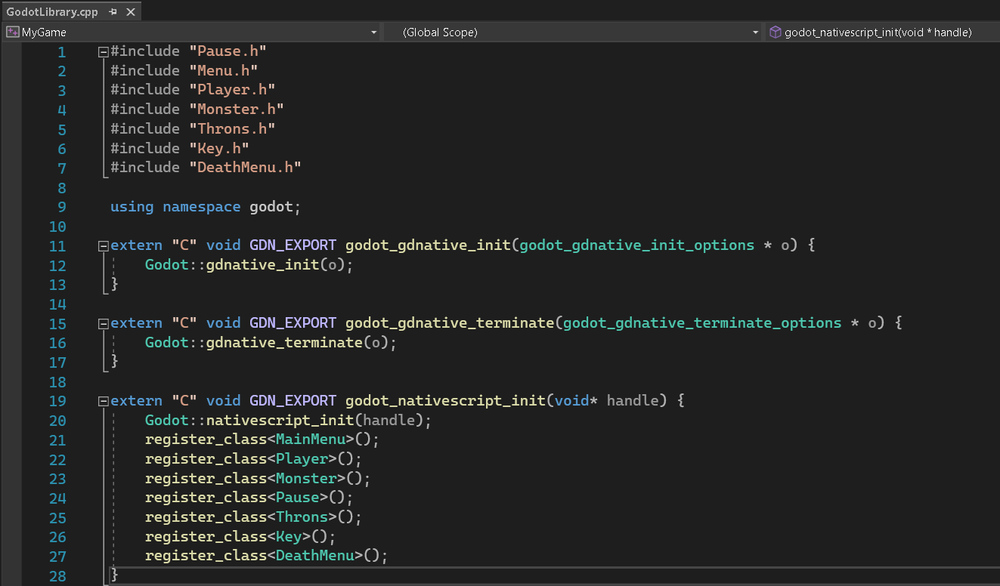 GodotLibrary.cpp
MyGame (Global Scope) godot_nativescript_init(void * handle)
1 #include "Pause.h"
2 #include "Menu.h"
3 #include "Player.h"
4 #include "Monster.h"
5 #include "Throns.h"
6 #include "Key.h"
7 #include "DeathMenu.h"
8
9 using namespace godot;
10
11 extern "C" void GDN_EXPORT godot_gdnative_init(godot_gdnative_init_options * o) {
12 Godot::gdnative_init(o);
13 }
14
15 extern "C" void GDN_EXPORT godot_gdnative_terminate(godot_gdnative_terminate_options * o) {
16 Godot::gdnative_terminate(o);
17 }
18
19 extern "C" void GDN_EXPORT godot_nativescript_init(void* handle) {
20 Godot::nativescript_init(handle);
21 register_class<MainMenu>();
22 register_class<Player>();
23 register_class<Monster>();
24 register_class<Pause>();
25 register_class<Throns>();
26 register_class<Key>();
27 register_class<DeathMenu>();
28 }